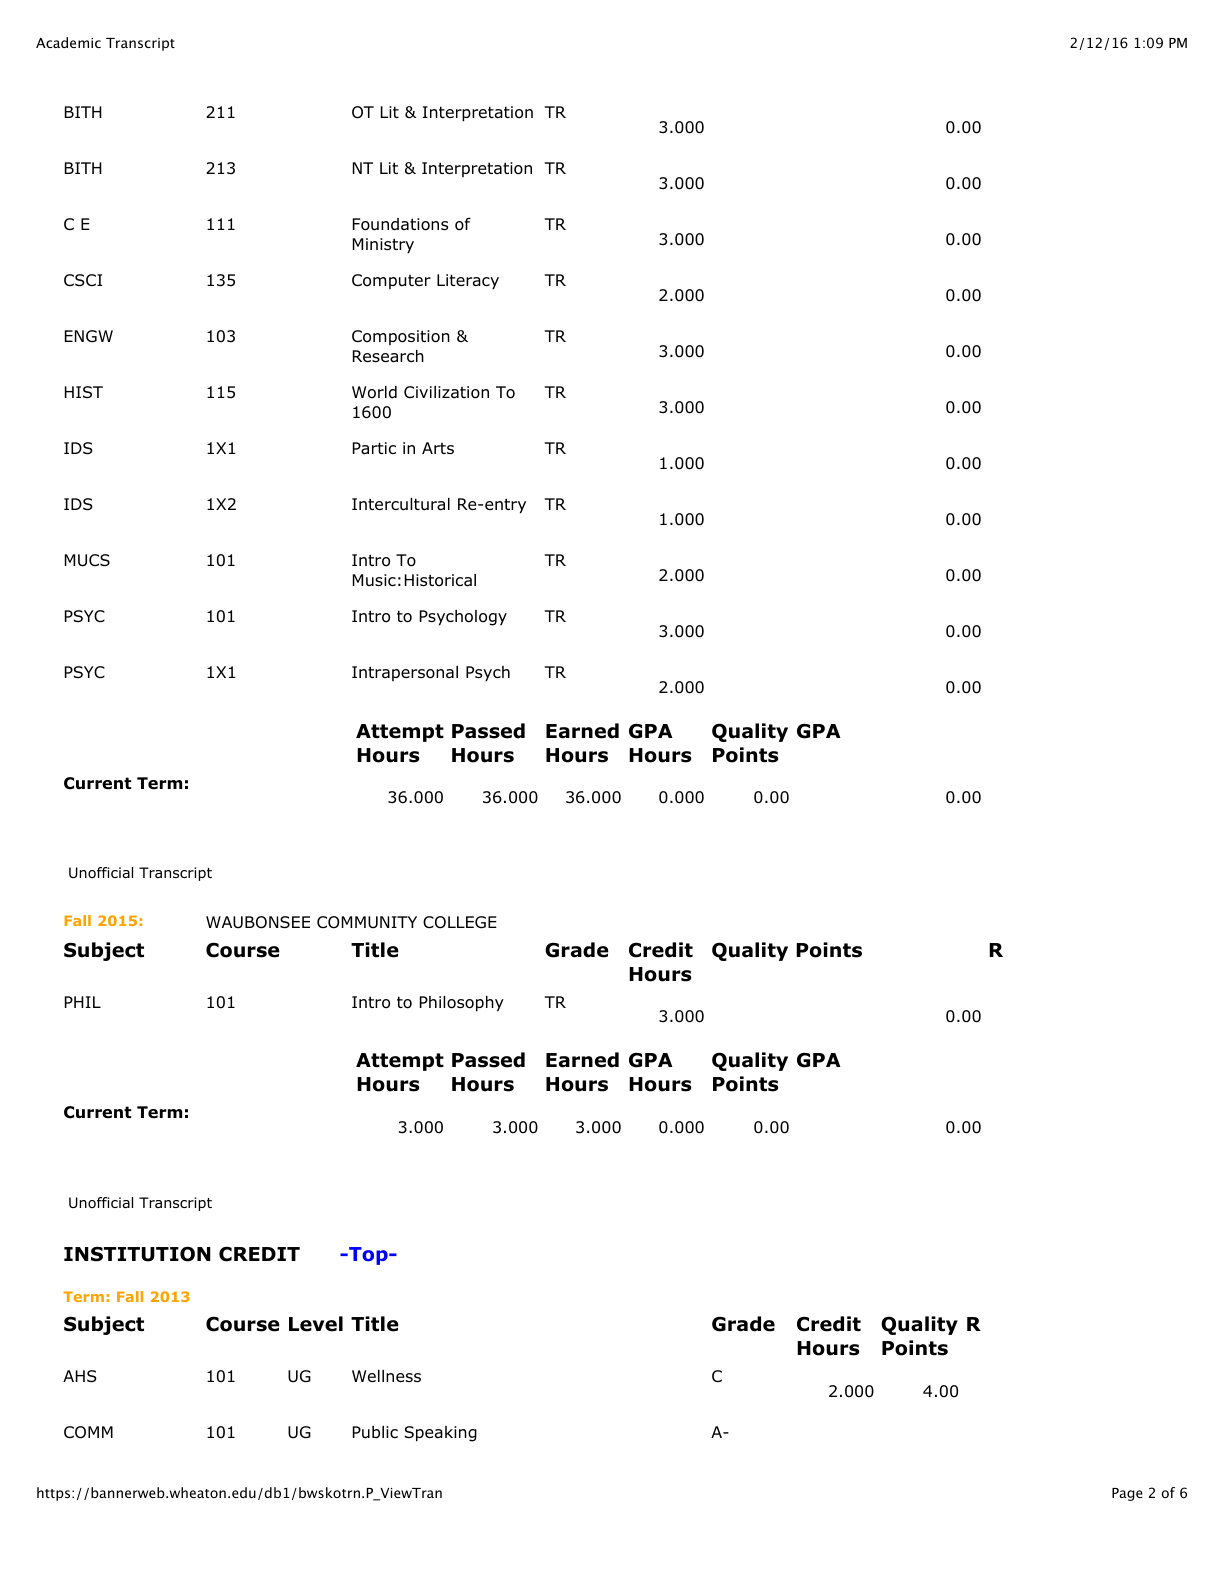 Academic Transcript 2/12/16 1:09 PM
BITH 211 OT Lit & Interpretation TR 3.000 0.00
BITH 213 NT Lit & Interpretation TR 3.000 0.00
C E 111 Foundations of TR
Ministry 3.000 0.00
CSCI 135 Computer Literacy TR 2.000 0.00
ENGW 103 Composition & TR
Research 3.000 0.00
HIST 115 World Civilization To TR
1600 3.000 0.00
IDS 1X1 Partic in Arts TR 1.000 0.00
IDS 1X2 Intercultural Re-entry TR 1.000 0.00
MUCS 101 Intro To TR
Music:Historical 2.000 0.00
PSYC 101 Intro to Psychology TR 3.000 0.00
PSYC 1X1 Intrapersonal Psych TR 2.000 0.00
Attempt Passed Earned GPA Quality GPA
Hours Hours Hours Hours Points
Current Term: 36.000 36.000 36.000 0.000 0.00 0.00
Unofficial Transcript
Fall 2015: WAUBONSEE COMMUNITY COLLEGE
Subject Course Title Grade Credit Quality Points R
Hours
PHIL 101 Intro to Philosophy TR 3.000 0.00
Attempt Passed Earned GPA Quality GPA
Hours Hours Hours Hours Points
Current Term: 3.000 3.000 3.000 0.000 0.00 0.00
Unofficial Transcript
INSTITUTION CREDIT -Top-
Term: Fall 2013
Subject Course Level Title Grade Credit Quality R
Hours Points
AHS 101 UG Wellness C 2.000 4.00
COMM 101 UG Public Speaking A-
https://bannerweb.wheaton.edu/db1/bwskotrn.P_ViewTran Page 2 of 6